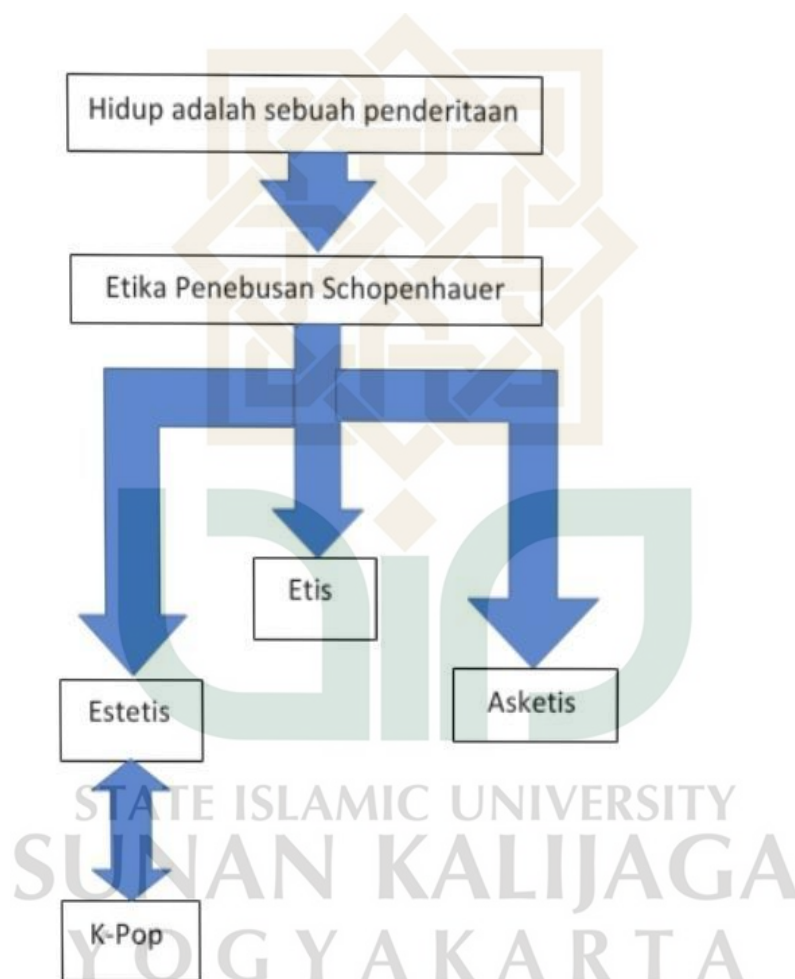 Hidup adalah sebuah penderitaan
Etika Penebusan Schopenhauer
Etis
Estetis
Asketis
STATE ISLAMIC UNIVERSITY
SUNAN KALIJAGA
K-Pop
YOGYAKARTA